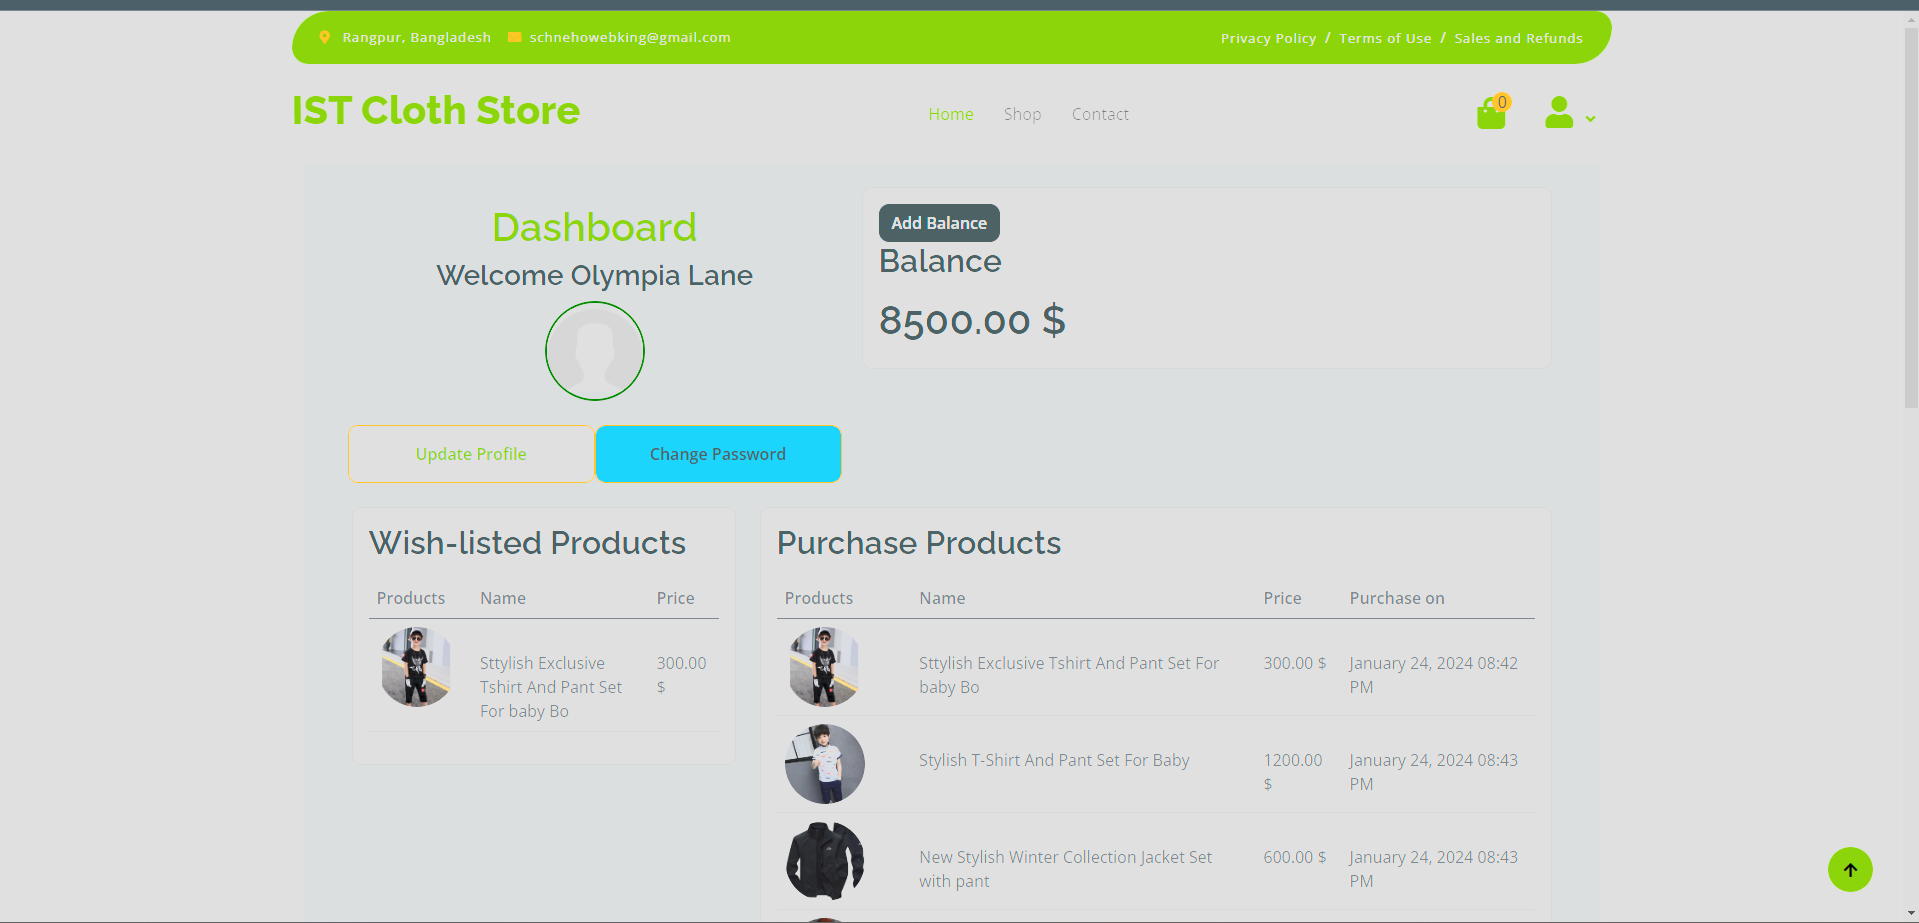 Rangpur, Bangladesh schnehowebking@gmail.com Privacy Policy / Terms of Use / Sales and Refunds
IST Cloth Store Home Shop Contact 0
Dashboard
Welcome Olympia Lane
Add Balance
Balance
8500.00 $
Update Profile Change Password
Wish-listed Products
Products Name Price
Sttylish Exclusive 300.00
Tshirt And Pant Set $
For baby Bo
Purchase Products
Products Name Price Purchase on
Sttylish Exclusive Tshirt And Pant Set For 300.00 $ January 24, 2024 08:42
baby Bo PM
Stylish T-Shirt And Pant Set For Baby 1200.00 January 24, 2024 08:43
$ PM
New Stylish Winter Collection Jacket Set 600.00 $ January 24, 2024 08:43
with pant PM